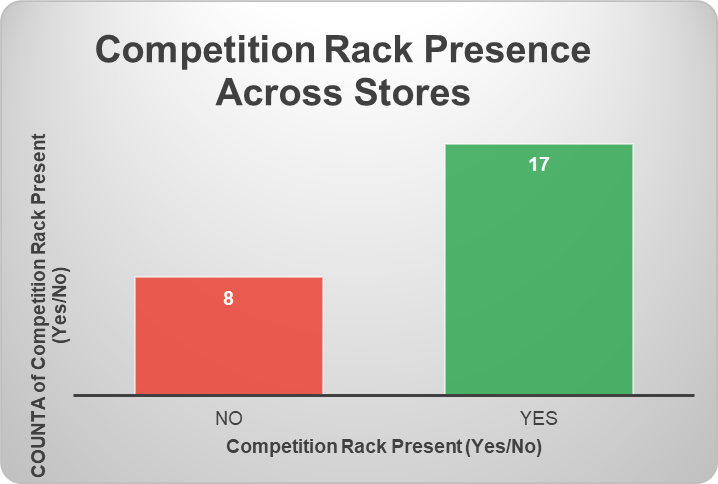 Competition Rack Presence
Across Stores
COUNTA of Competition Rack Present
(Yes/No)
17
8
NO
YES
Competition Rack Present (Yes/No)